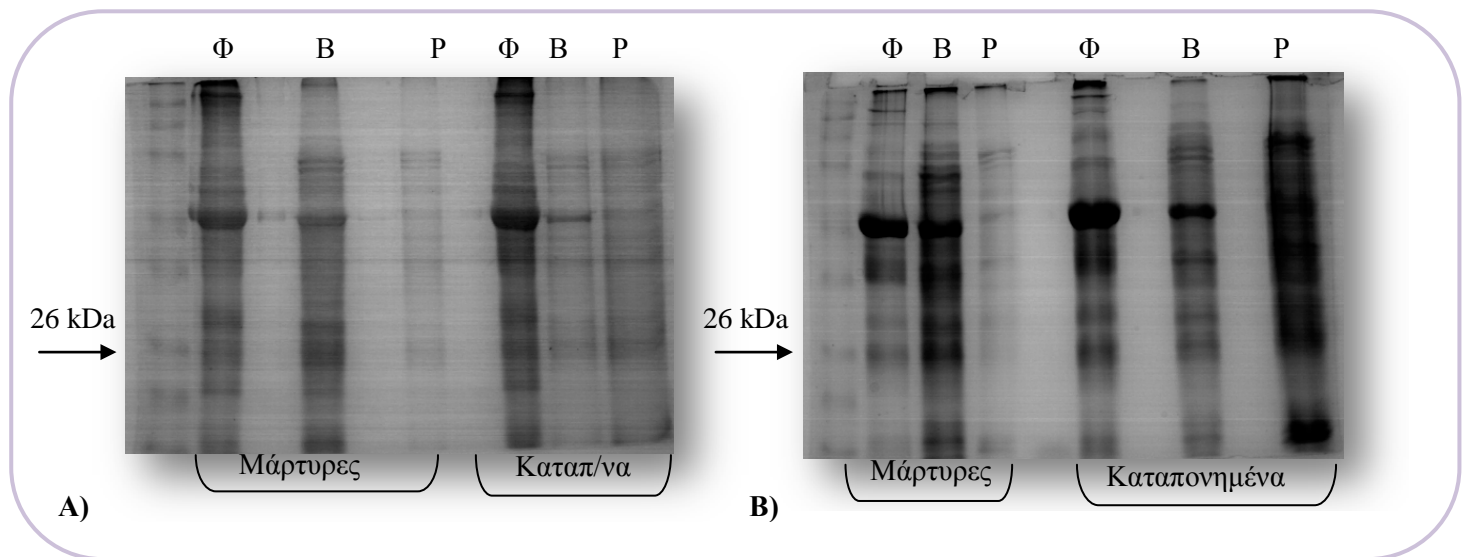 Φ Β Ρ Φ Β Ρ
26 kDa
Μάρτυρες Καταπ/να
Α)
Φ Β Ρ Φ Β Ρ
26 kDa
Μάρτυρες Καταπονημένα
Β)